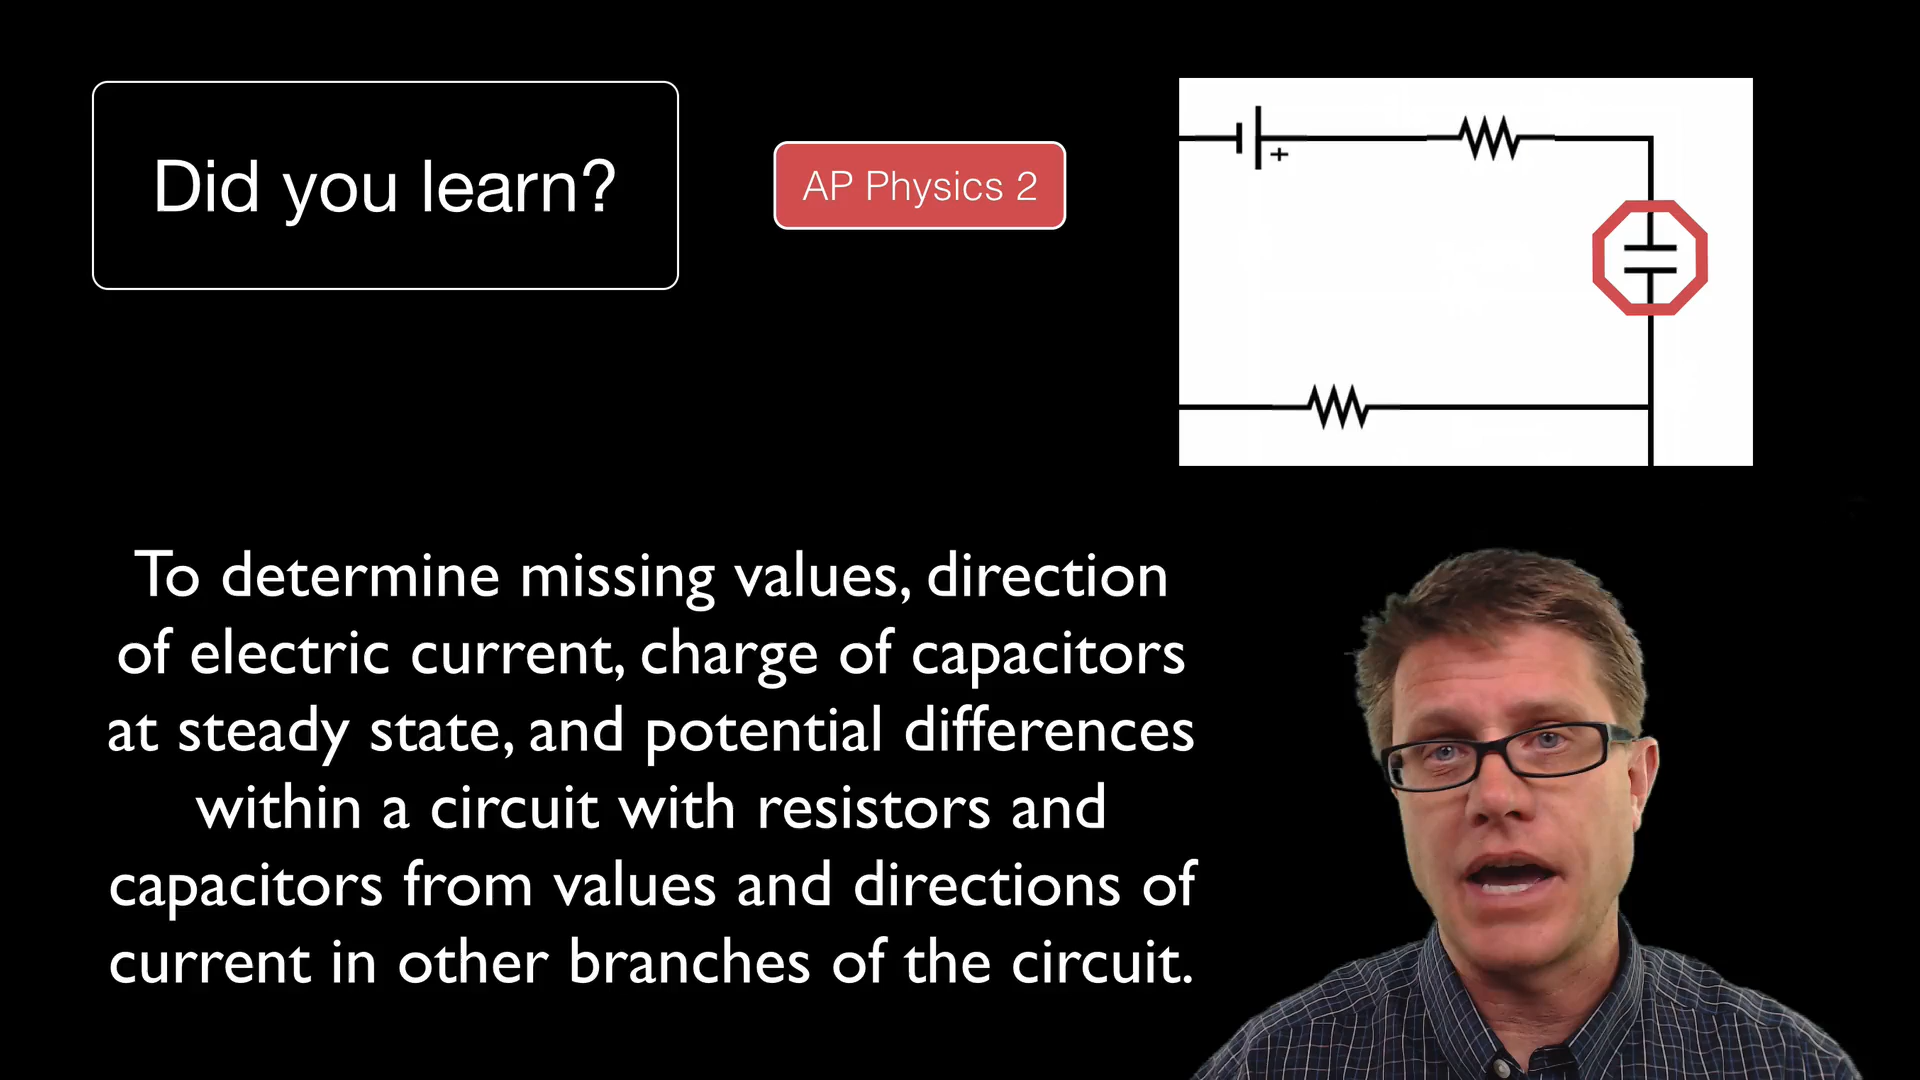 Did you learn?
AP Physics 2
+
To determine missing values, direction
of electric current, charge of capacitors
at steady state, and potential differences
within a circuit with resistors and
capacitors from values and directions of
current in other branches of the circuit.